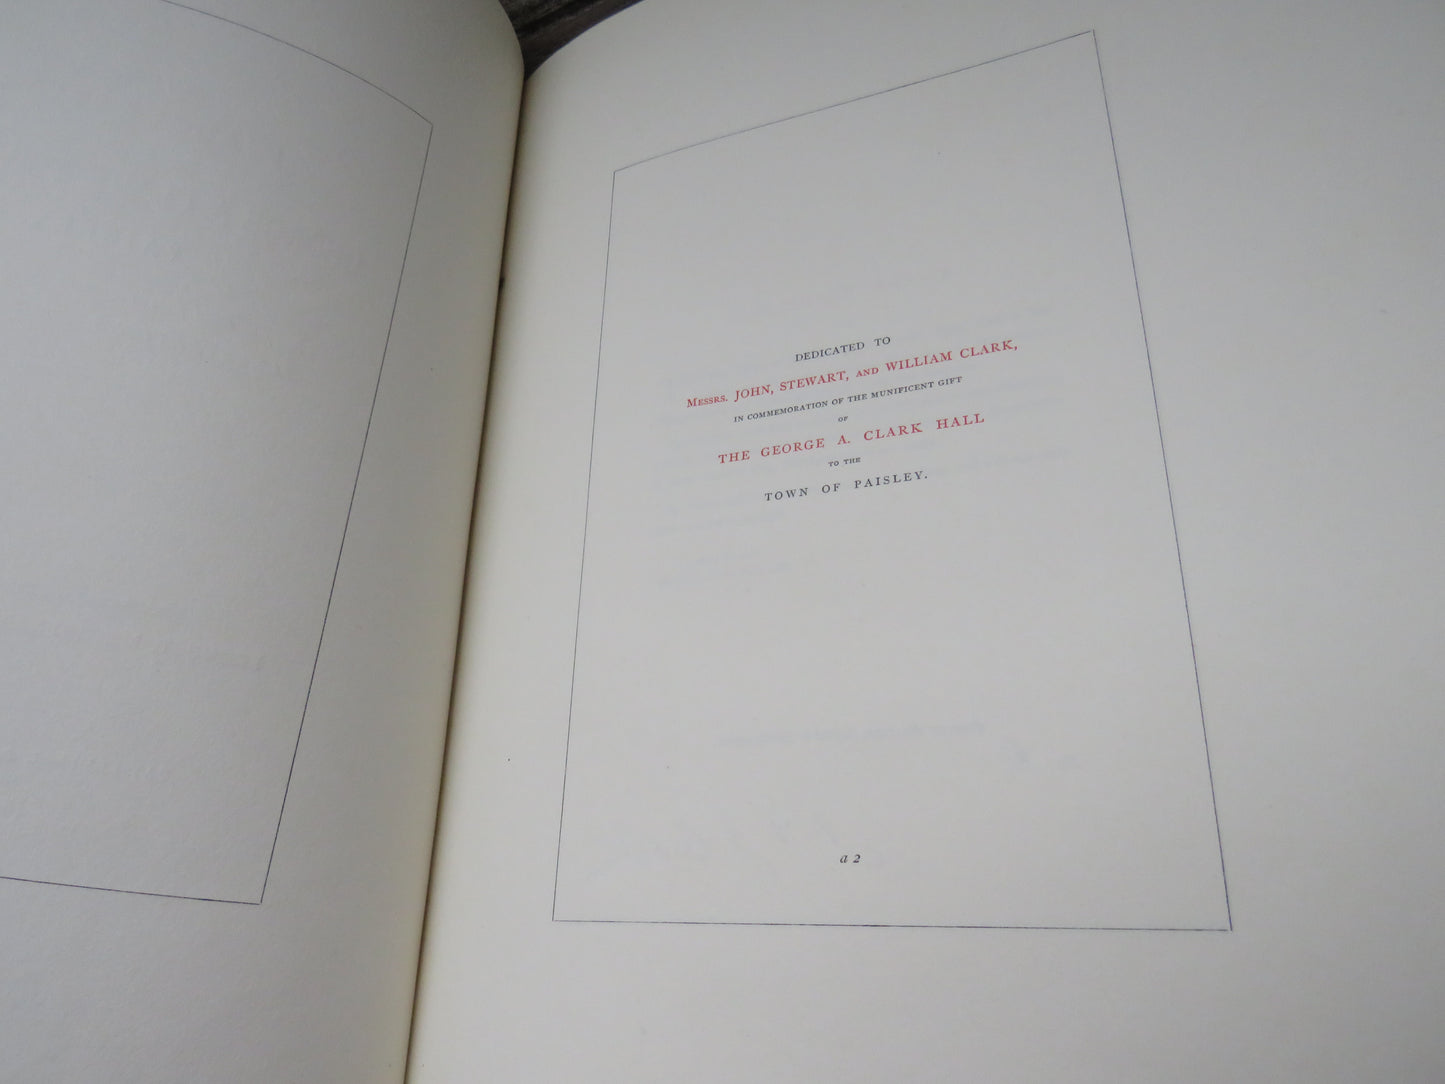 DEDICATED TO
MESSRS. JOHN, STEWART, AND WILLIAM CLARK,
IN COMMEMORATION OF THE MUNIFICENT GIFT
OF
THE GEORGE A. CLARK HALL
TO THE
TOWN OF PAISLEY.
a 2